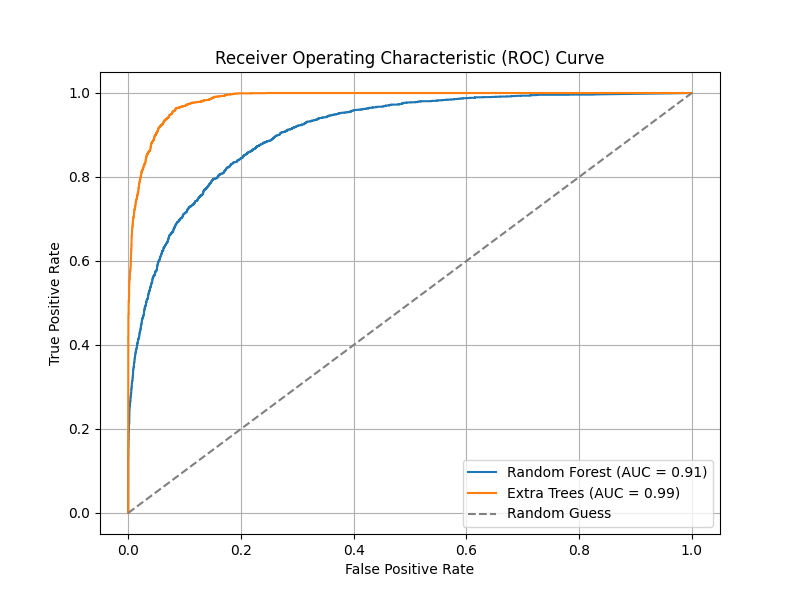 Receiver Operating Characteristic (ROC) Curve
True Positive Rate
1.0
0.8
0.6
0.4
0.2
0.0
0.0 0.2 0.4 0.6 0.8 1.0
False Positive Rate
Random Forest (AUC = 0.91)
Extra Trees (AUC = 0.99)
Random Guess